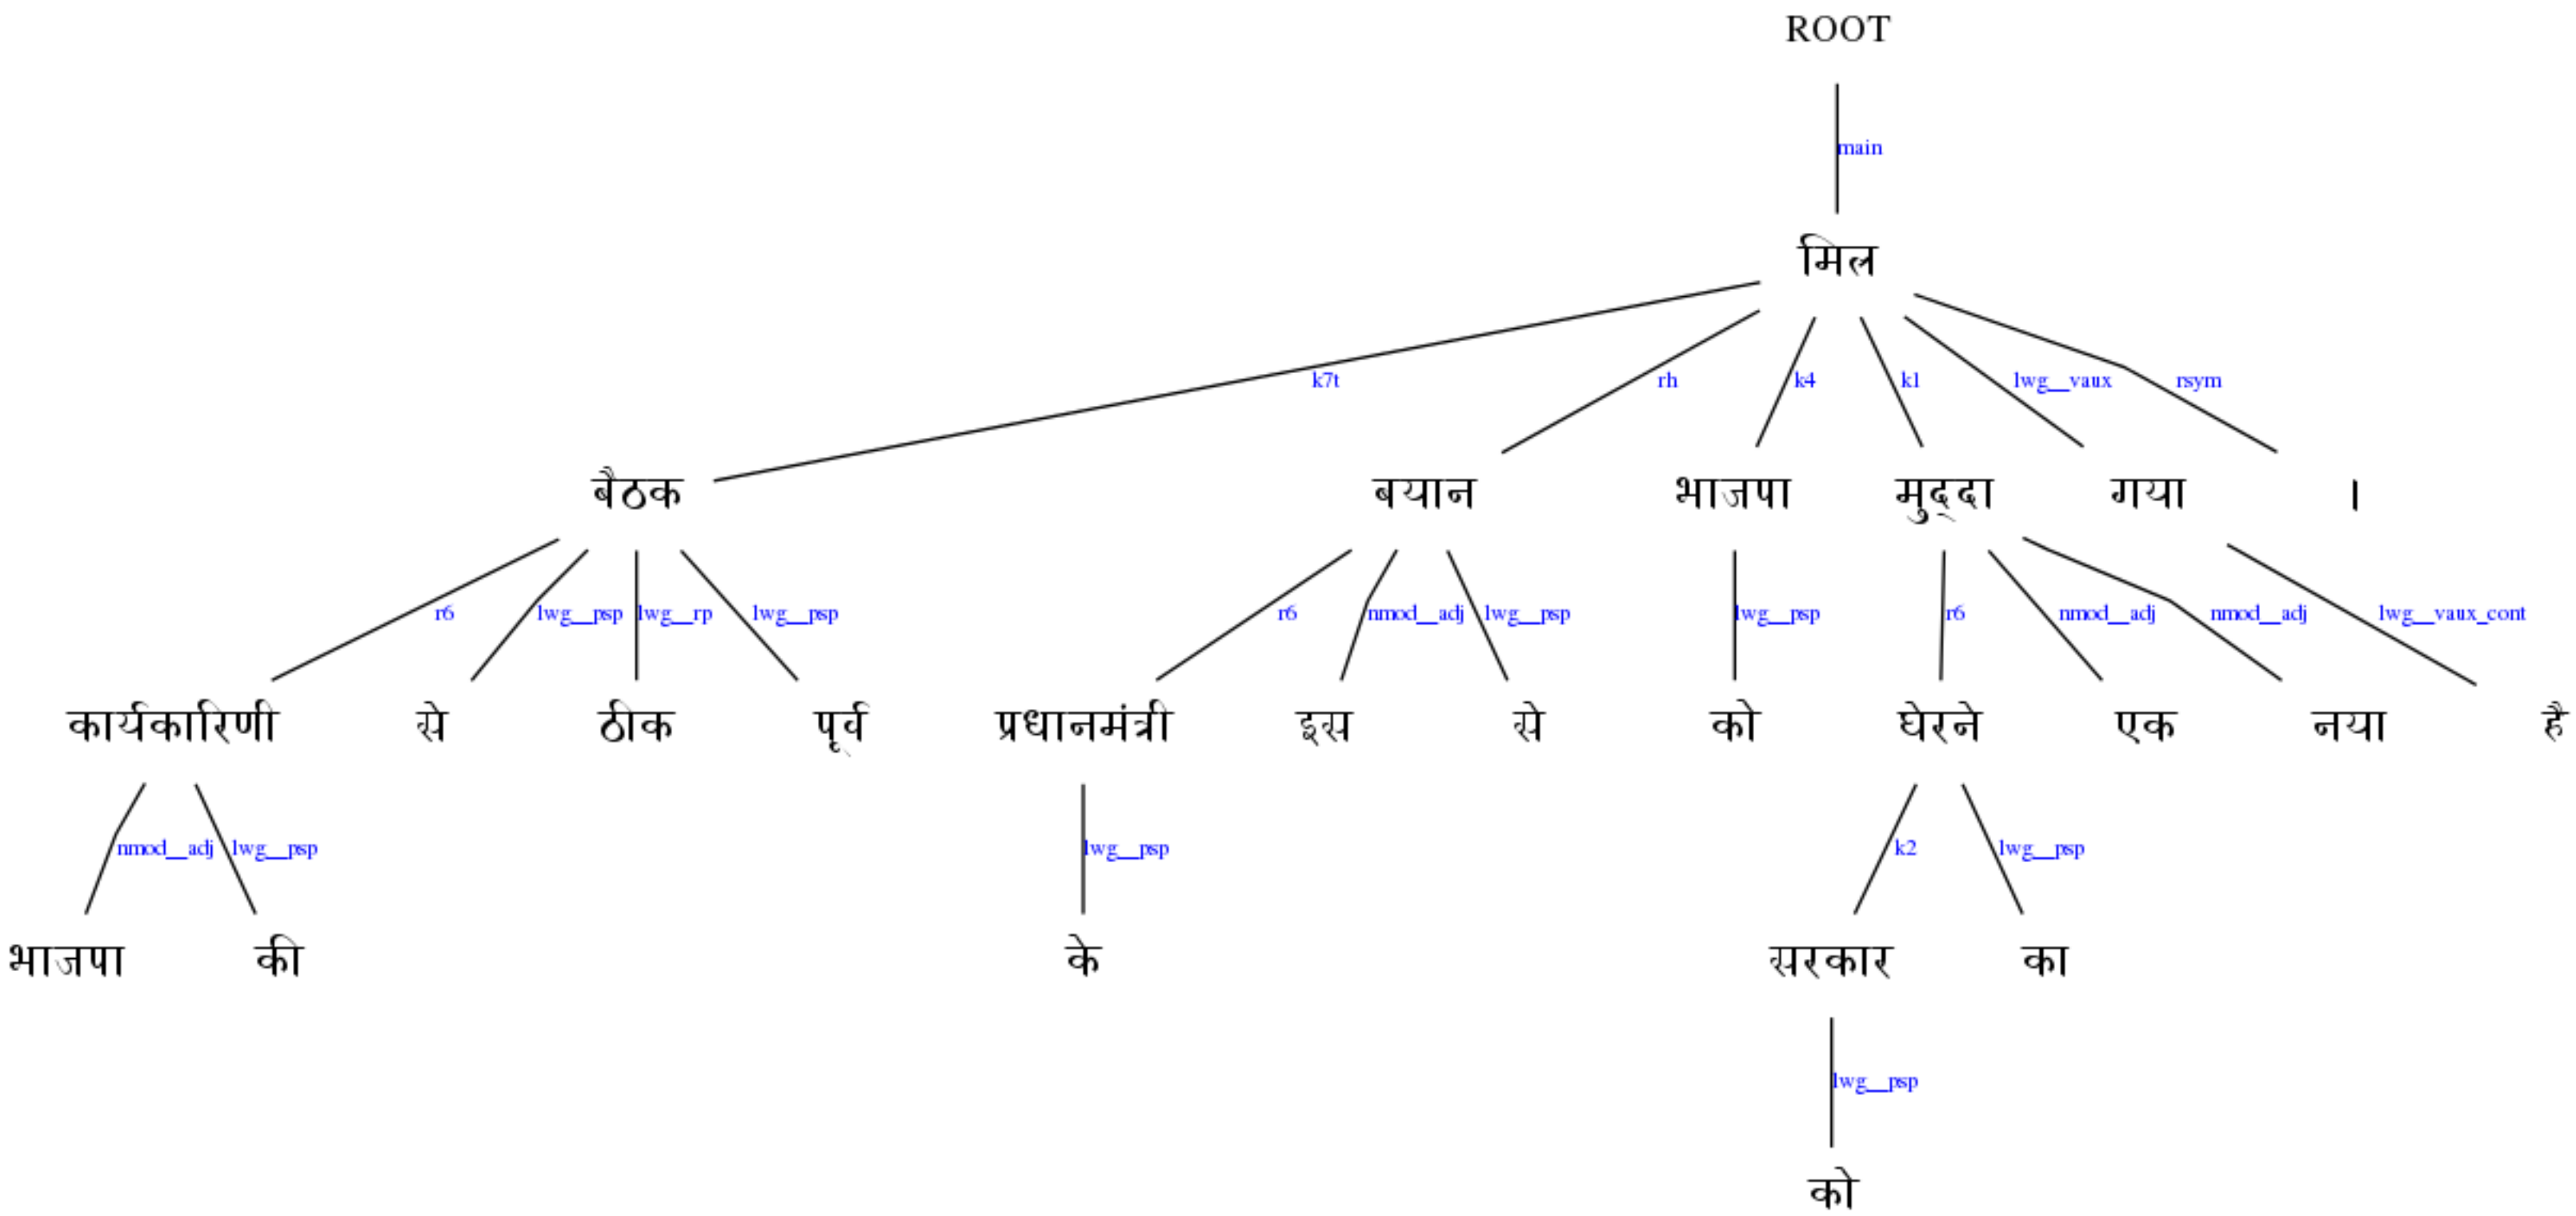 ROOT
main
मिल
k7t rh k4 k1 lwg__vaux rsym
बैठक बयान भाजपा मुद्दा गया ।
r6 lwg__psp lwg__rp lwg__psp r6 nmod__adj lwg__psp lwg__psp r6 nmod__adj nmod__adj lwg__vaux_cont
कार्यकारिणी से ठीक पूर्व प्रधानमंत्री इस से को घेरने एक नया है
nmod__adj lwg__psp lwg__psp k2 lwg__psp
भाजपा की के सरकार का
lwg__psp
को